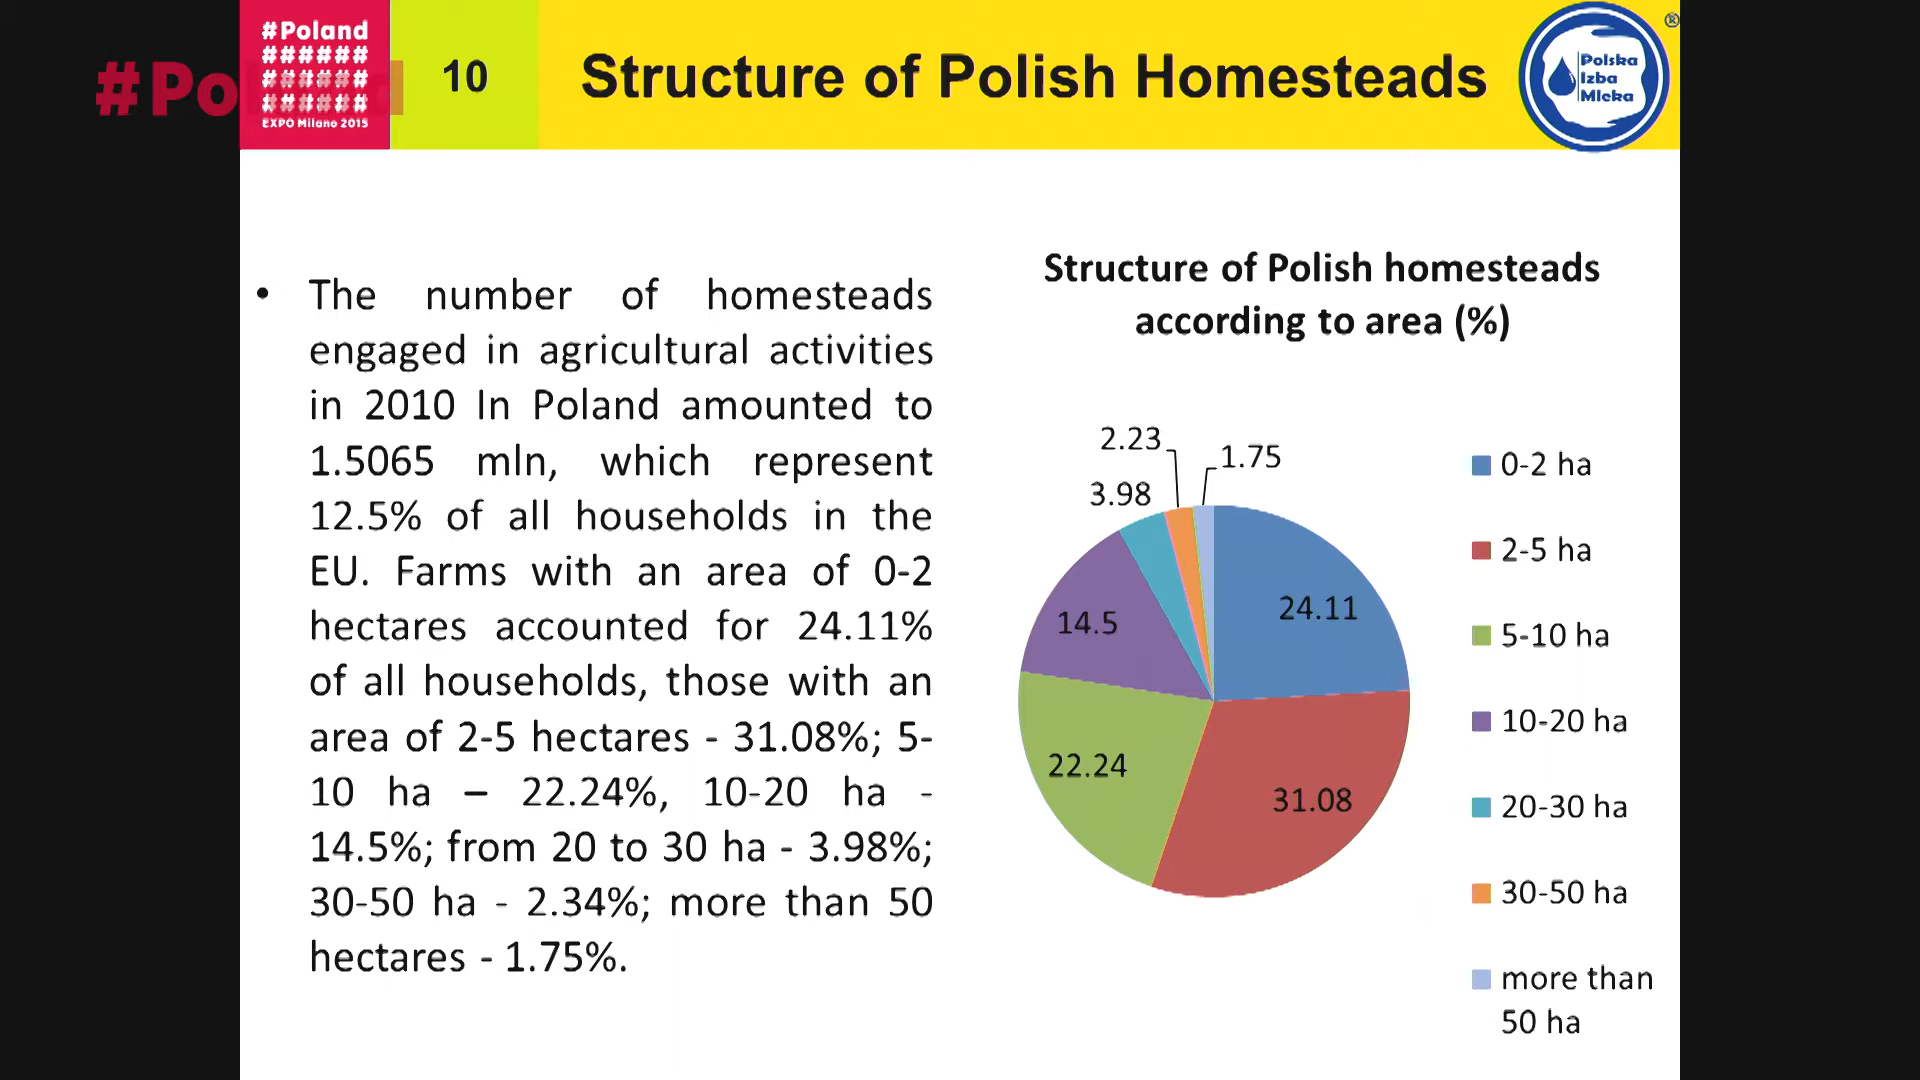 #Poland
######
######
######
EXPO Milano 2015
10
Structure of Polish Homesteads
Polska
Izba
Mleka
®
• The number of homesteads
engaged in agricultural activities
in 2010 In Poland amounted to
1.5065 mln, which represent
12.5% of all households in the
EU. Farms with an area of 0-2
hectares accounted for 24.11%
of all households, those with an
area of 2-5 hectares - 31.08%; 5-
10 ha – 22.24%, 10-20 ha -
14.5%; from 20 to 30 ha - 3.98%;
30-50 ha - 2.34%; more than 50
hectares - 1.75%.
Structure of Polish homesteads
according to area (%)
2.23
1.75
3.98
24.11
14.5
22.24
31.08
0-2 ha
2-5 ha
5-10 ha
10-20 ha
20-30 ha
30-50 ha
more than
50 ha